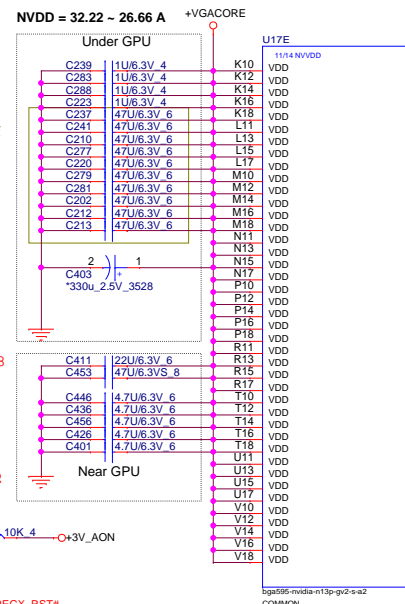 NVDD = 32.22 ~ 26.66 A
+VGACORE
Under GPU
U17E
11/14 NVVDD
C239 1U/6.3V_4 K10 VDD
C283 1U/6.3V_4 K12 VDD
C288 1U/6.3V_4 K14 VDD
C223 1U/6.3V_4 K16 VDD
C237 47U/6.3V_6 K18 VDD
C241 47U/6.3V_6 L11 VDD
C210 47U/6.3V_6 L13 VDD
C277 47U/6.3V_6 L15 VDD
C220 47U/6.3V_6 L17 VDD
C279 47U/6.3V_6 M10 VDD
C281 47U/6.3V_6 M12 VDD
C202 47U/6.3V_6 M14 VDD
C212 47U/6.3V_6 M16 VDD
C213 47U/6.3V_6 M18 VDD
N11 VDD
N13 VDD
2 1 N15 VDD
C403 + N17 VDD
*330u_2.5V_3528 P10 VDD
P12 VDD
P14 VDD
P16 VDD
P18 VDD
R11 VDD
C411 22U/6.3V_6 R13 VDD
C453 47U/6.3VS_8 R15 VDD
R17 VDD
C446 4.7U/6.3V_6 T10 VDD
C436 4.7U/6.3V_6 T12 VDD
C456 4.7U/6.3V_6 T14 VDD
C426 4.7U/6.3V_6 T16 VDD
C401 4.7U/6.3V_6 T18 VDD
U11 VDD
Near GPU U13 VDD
U15 VDD
U17 VDD
V10 VDD
V12 VDD
10K_4 +3V_AON V14 VDD
V16 VDD
V18 VDD
bga595-nvidia-n13p-gv2-s-a2
COMMON